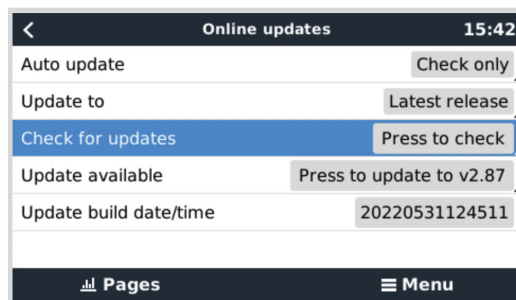 Online updates 15:42
Auto update Check only
Update to Latest release
Check for updates Press to check
Update available Press to update to v2.87
Update build date/time 20220531124511
Pages Menu